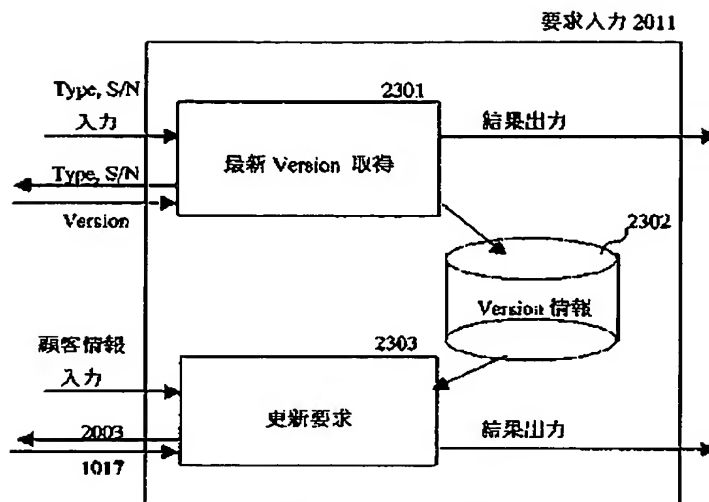 要求入力 2011
Type, S/N
2301
入力
結果出力
最新 Version 取得
Type, S/N
Version
2302
Version 情報
顧客情報
2303
入力
更新要求
2003
結果出力
1017